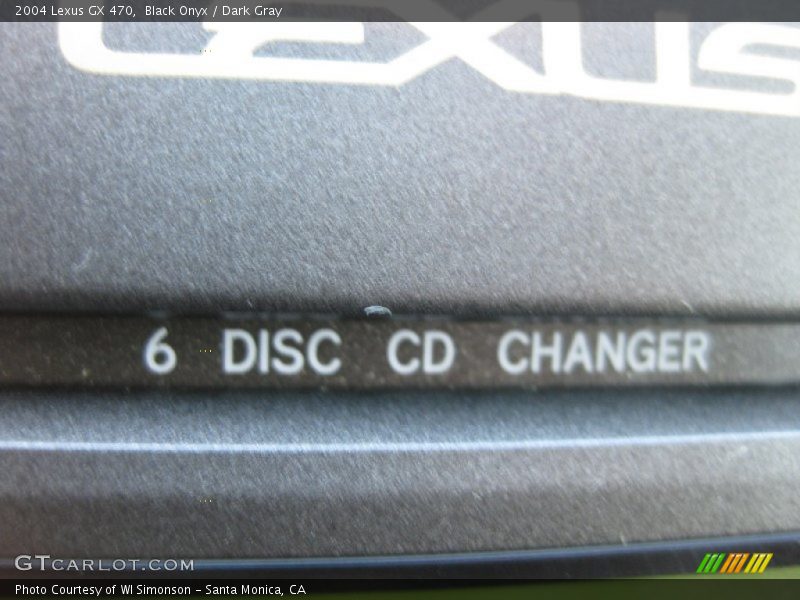 2004 Lexus GX 470, Black Onyx / Dark Gray
LEXUS
6 DISC CD CHANGER
GTCARLOT.COM
Photo Courtesy of WI Simonson - Santa Monica, CA